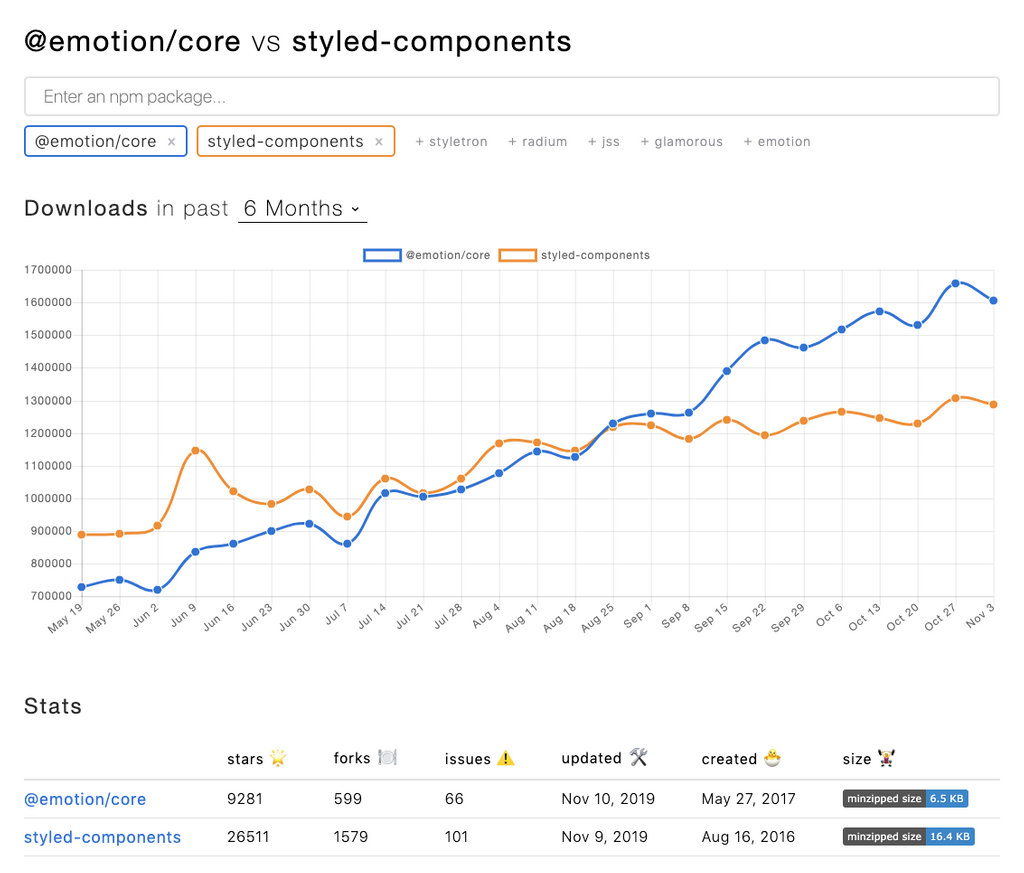 @emotion/core vs styled-components
Enter an npm package...
@emotion/core × styled-components × + styletron + radium + jss + glamorous + emotion
Downloads in past 6 Months
@emotion/core styled-components
1700000
1600000
1500000
1400000
1300000
1200000
1100000
1000000
900000
800000
700000
May 19 May 26 Jun 2 Jun 9 Jun 16 Jun 23 Jun 30 Jul 7 Jul 14 Jul 21 Jul 28 Aug 4 Aug 11 Aug 18 Aug 25 Sep 1 Sep 8 Sep 15 Sep 22 Sep 29 Oct 6 Oct 13 Oct 20 Oct 27 Nov 3
Stats
stars 🌟 forks 🍽️ issues ⚠️ updated 🛠️ created 🐣 size 🏋️‍♀️
@emotion/core 9281 599 66 Nov 10, 2019 May 27, 2017 minzipped size 6.5 KB
styled-components 26511 1579 101 Nov 9, 2019 Aug 16, 2016 minzipped size 16.4 KB